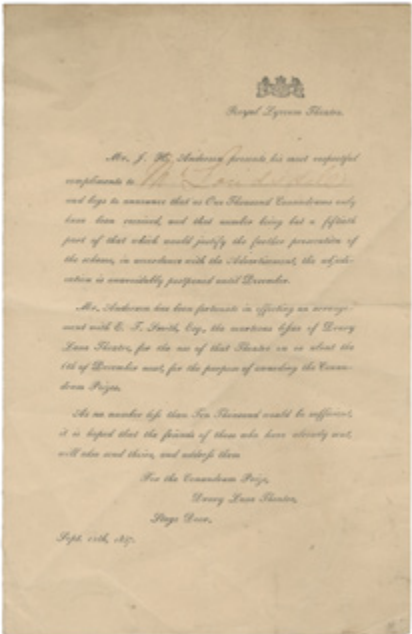 Royal Lyceum Theatre.
Mr. J. H. Anderson presents his most respectful
compliments to Mr
and begs to announce that as One Thousand Conundrums only
have been received, and that number being but a fiftieth
part of that which would justify the further prosecution of
the scheme, in accordance with the Advertisement, the adjudi-
cation is unavoidably postponed until December.
Mr. Anderson has been fortunate in effecting an arrange-
ment with E. T. Smith, Esq., the Lessee of Drury
Lane Theatre, for the use of that Theatre on or about the
of December next, for the purpose of awarding the Conun-
drum Prizes.
As no number less than Ten Thousand would be sufficient,
it is hoped that the friends of those who have already sent,
will also send theirs, and address them
For the Conundrum Prize,
Drury Lane Theatre,
Stage Door.
Sept.